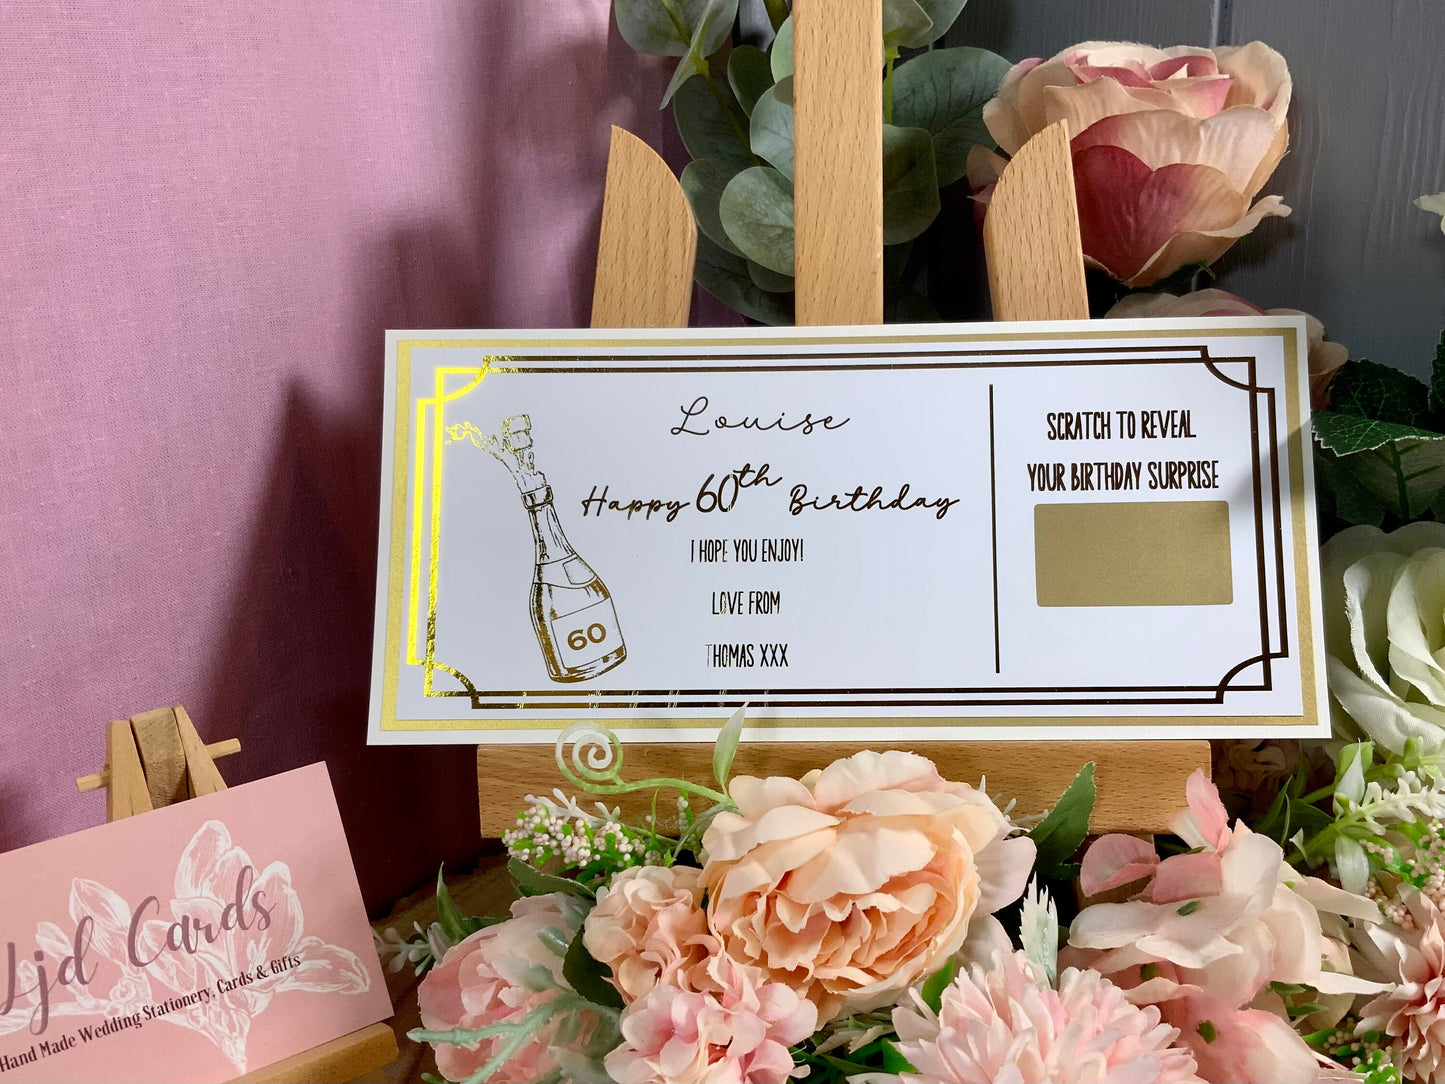 Louise
Happy 60th Birthday
I HOPE YOU ENJOY!
LOVE FROM
THOMAS XXX
60
SCRATCH TO REVEAL
YOUR BIRTHDAY SURPRISE
Ljd Cards
Hand Made Wedding Stationery, Cards & Gifts